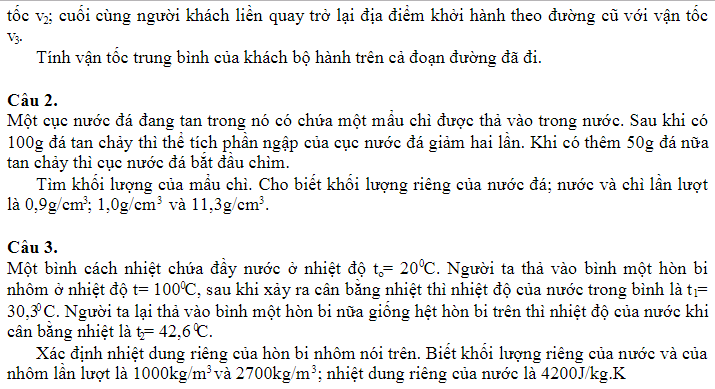 tốc v₂; cuối cùng người khách liền quay trở lại địa điểm khởi hành theo đường cũ với vận tốc
v₃.
Tính vận tốc trung bình của khách bộ hành trên cả đoạn đường đã đi.
Câu 2.
Một cục nước đá đang tan trong nó có chứa một mẩu chì được thả vào trong nước. Sau khi có
100g đá tan chảy thì thể tích phần ngập của cục nước đá giảm hai lần. Khi có thêm 50g đá nữa
tan chảy thì cục nước đá bắt đầu chìm.
Tìm khối lượng của mẩu chì. Cho biết khối lượng riêng của nước đá; nước và chì lần lượt
là 0,9g/cm³; 1,0g/cm³ và 11,3g/cm³.
Câu 3.
Một bình cách nhiệt chứa đầy nước ở nhiệt độ tₒ= 20⁰C. Người ta thả vào bình một hòn bi
nhôm ở nhiệt độ t= 100⁰C, sau khi xảy ra cân bằng nhiệt thì nhiệt độ của nước trong bình là t₁=
30,3⁰C. Người ta lại thả vào bình một hòn bi nữa giống hệt hòn bi trên thì nhiệt độ của nước khi
cân bằng nhiệt là t₂= 42,6⁰C.
Xác định nhiệt dung riêng của hòn bi nhôm nói trên. Biết khối lượng riêng của nước và của
nhôm lần lượt là 1000kg/m³ và 2700kg/m³; nhiệt dung riêng của nước là 4200J/kg.K